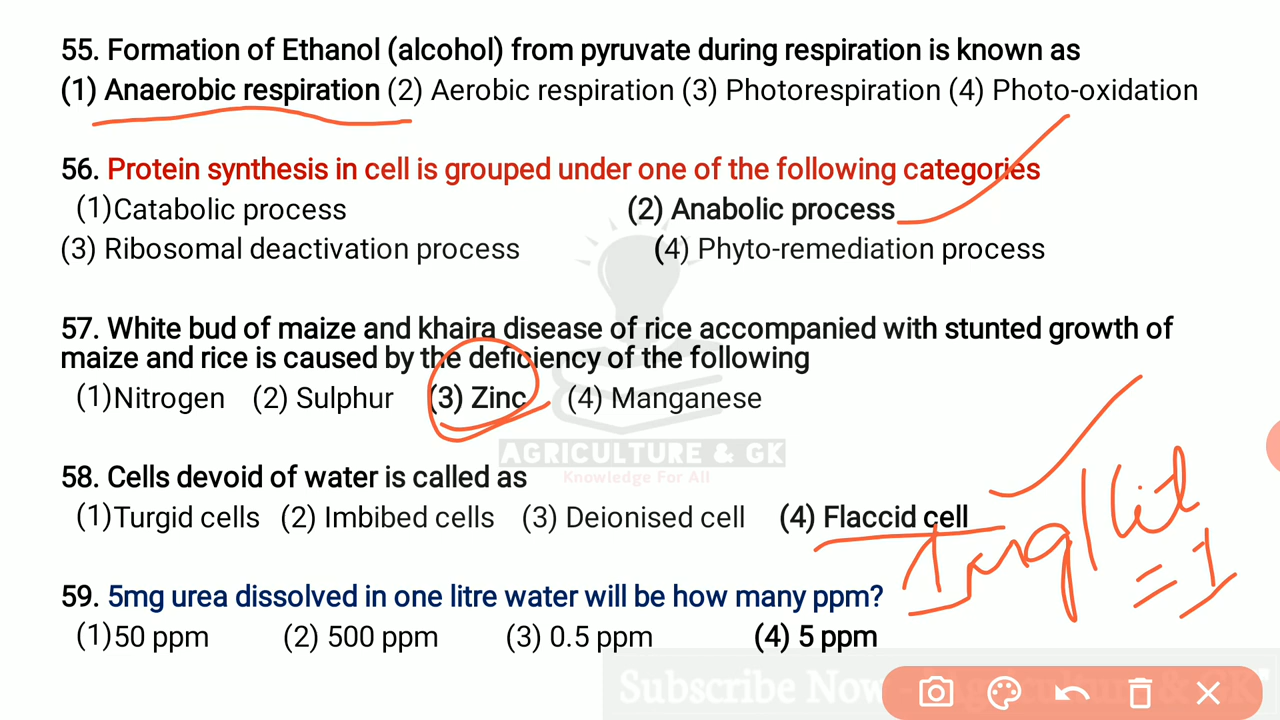 55. Formation of Ethanol (alcohol) from pyruvate during respiration is known as
(1) Anaerobic respiration (2) Aerobic respiration (3) Photorespiration (4) Photo-oxidation
56. Protein synthesis in cell is grouped under one of the following categories
(1)Catabolic process (2) Anabolic process
(3) Ribosomal deactivation process (4) Phyto-remediation process
57. White bud of maize and khaira disease of rice accompanied with stunted growth of
maize and rice is caused by the deficiency of the following
(1)Nitrogen (2) Sulphur (3) Zinc (4) Manganese
AGRICULTURE & GK
Knowledge For All
58. Cells devoid of water is called as
(1)Turgid cells (2) Imbibed cells (3) Deionised cell (4) Flaccid cell
1mg/lit
=1
59. 5mg urea dissolved in one litre water will be how many ppm?
(1)50 ppm (2) 500 ppm (3) 0.5 ppm (4) 5 ppm
Subscribe Now - Agriculture & GK